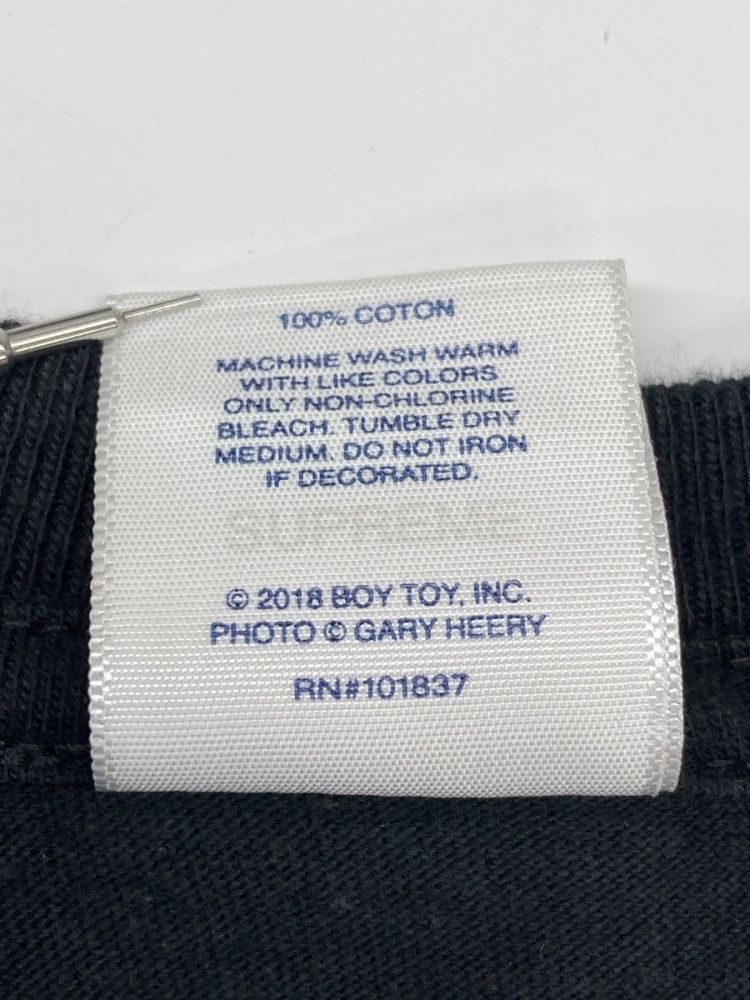 100% COTON
MACHINE WASH WARM
WITH LIKE COLORS
ONLY NON-CHLORINE
BLEACH. TUMBLE DRY
MEDIUM. DO NOT IRON
IF DECORATED.
SUPREME
© 2018 BOY TOY, INC.
PHOTO © GARY HEERY
RN#101837